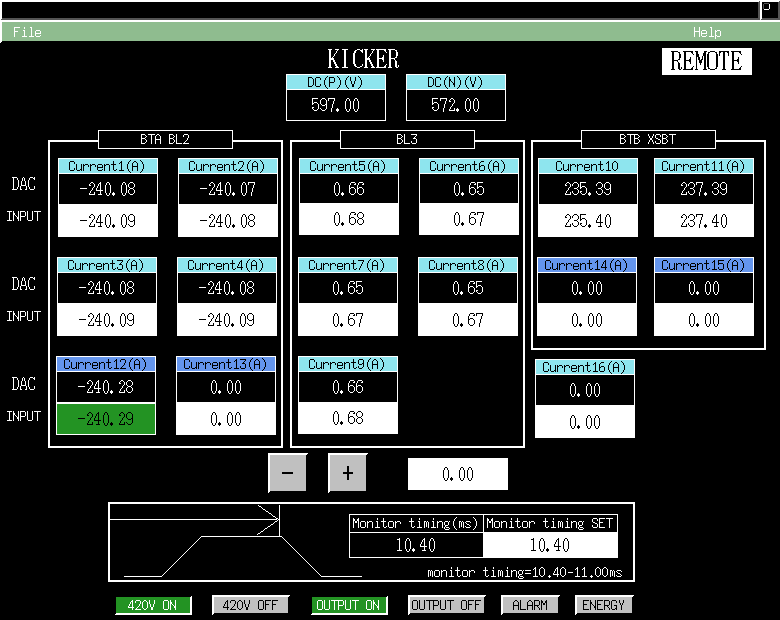 File Help
KICKER REMOTE
DC(P)(V) DC(N)(V)
597.00 572.00
BTA BL2 BL3 BTB XSBT
Current1(A) Current2(A) Current5(A) Current6(A) Current10 Current11(A)
DAC -240.08 -240.07 0.66 0.65 235.39 237.39
INPUT -240.09 -240.08 0.68 0.67 235.40 237.40
Current3(A) Current4(A) Current7(A) Current8(A) Current14(A) Current15(A)
DAC -240.08 -240.08 0.65 0.65 0.00 0.00
INPUT -240.09 -240.09 0.67 0.67 0.00 0.00
Current12(A) Current13(A) Current9(A) Current16(A)
DAC -240.28 0.00 0.66 0.00
INPUT -240.29 0.00 0.68 0.00
- + 0.00
Monitor timing(ms) Monitor timing SET
10.40 10.40
monitor timing=10.40-11.00ms
420V ON 420V OFF OUTPUT ON OUTPUT OFF ALARM ENERGY